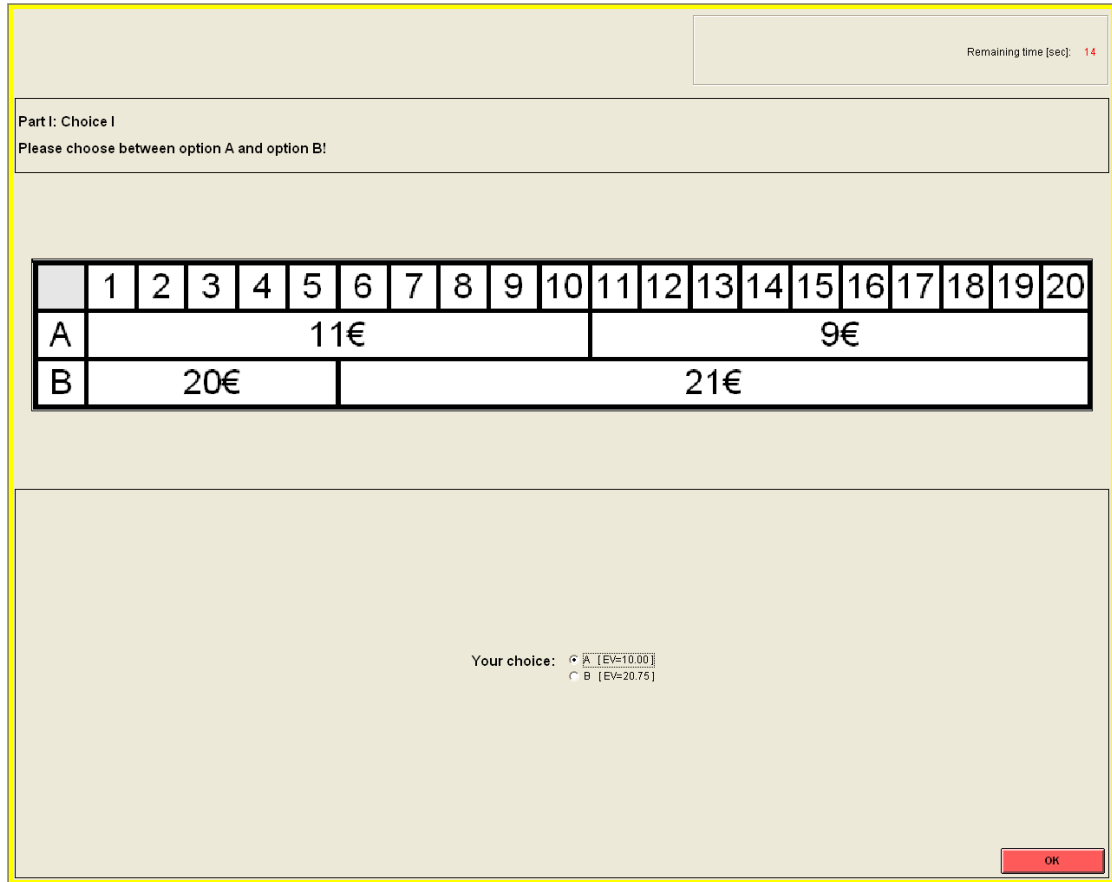 Remaining time [sec]: 14
Part I: Choice I
Please choose between option A and option B!
1 2 3 4 5 6 7 8 9 10 11 12 13 14 15 16 17 18 19 20
A 11€ 9€
B 20€ 21€
Your choice: A [EV=10.00]
B [EV=20.75]
OK